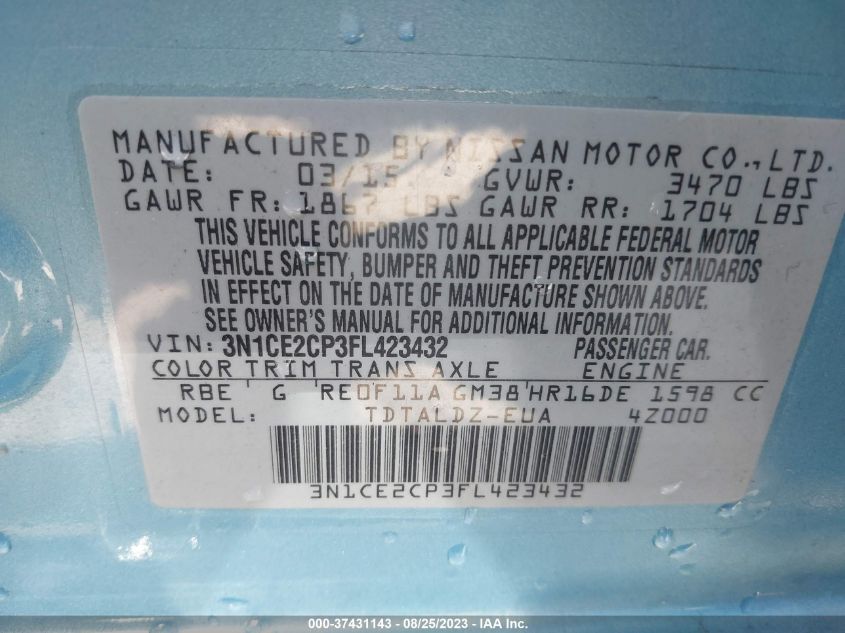 MANUFACTURED BY NISSAN MOTOR CO.,LTD.
DATE: 03/15 GVWR: 3470 LBS
GAWR FR: 1867 LBS GAWR RR: 1704 LBS
THIS VEHICLE CONFORMS TO ALL APPLICABLE FEDERAL MOTOR
VEHICLE SAFETY, BUMPER AND THEFT PREVENTION STANDARDS
IN EFFECT ON THE DATE OF MANUFACTURE SHOWN ABOVE.
SEE OWNER'S MANUAL FOR ADDITIONAL INFORMATION.
VIN: 3N1CE2CP3FL423432 PASSENGER CAR.
COLOR TRIM TRANS AXLE ENGINE
RBE G RE0F11A GM38 HR16DE 1598 CC
MODEL: TDTALDZ-EUA 4Z000
3N1CE2CP3FL423432
000-37431143 - 08/25/2023 - IAA Inc.